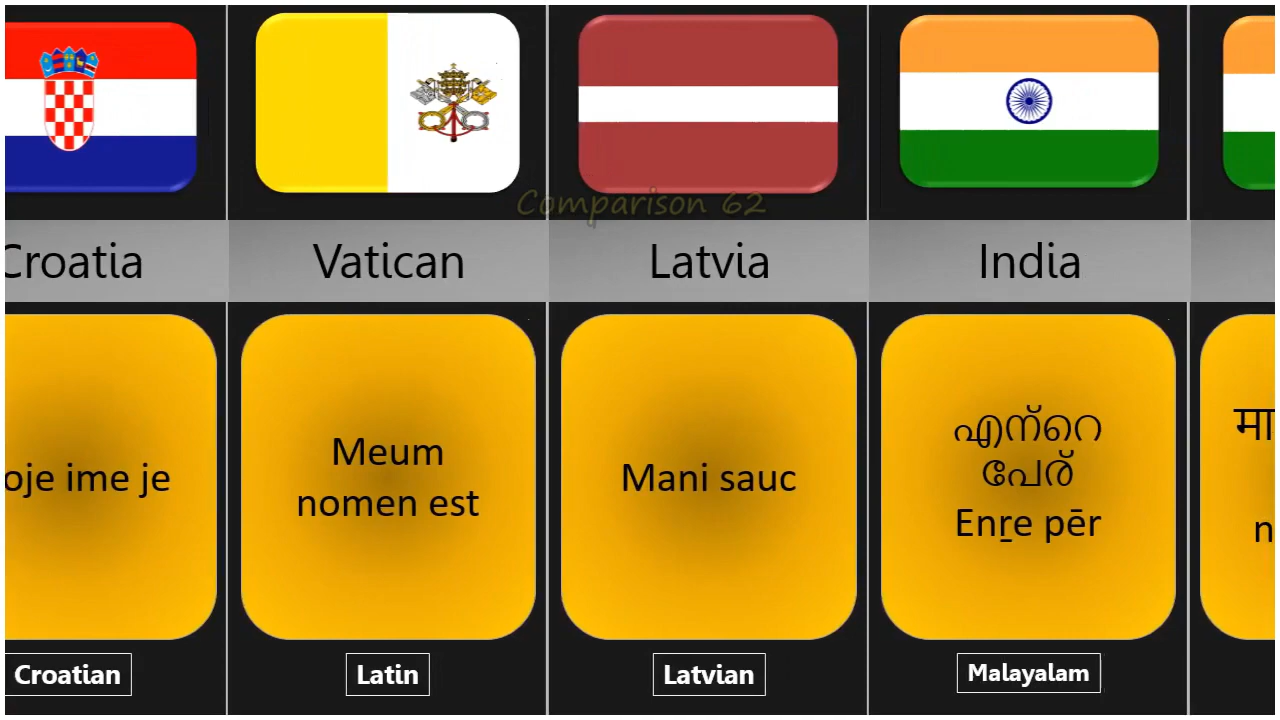 Comparison 62
Croatia
Vatican
Latvia
India
oje ime je
Meum
nomen est
Mani sauc
എന്റെ
പേര്
Enṟe pēr
मा
n
Croatian
Latin
Latvian
Malayalam